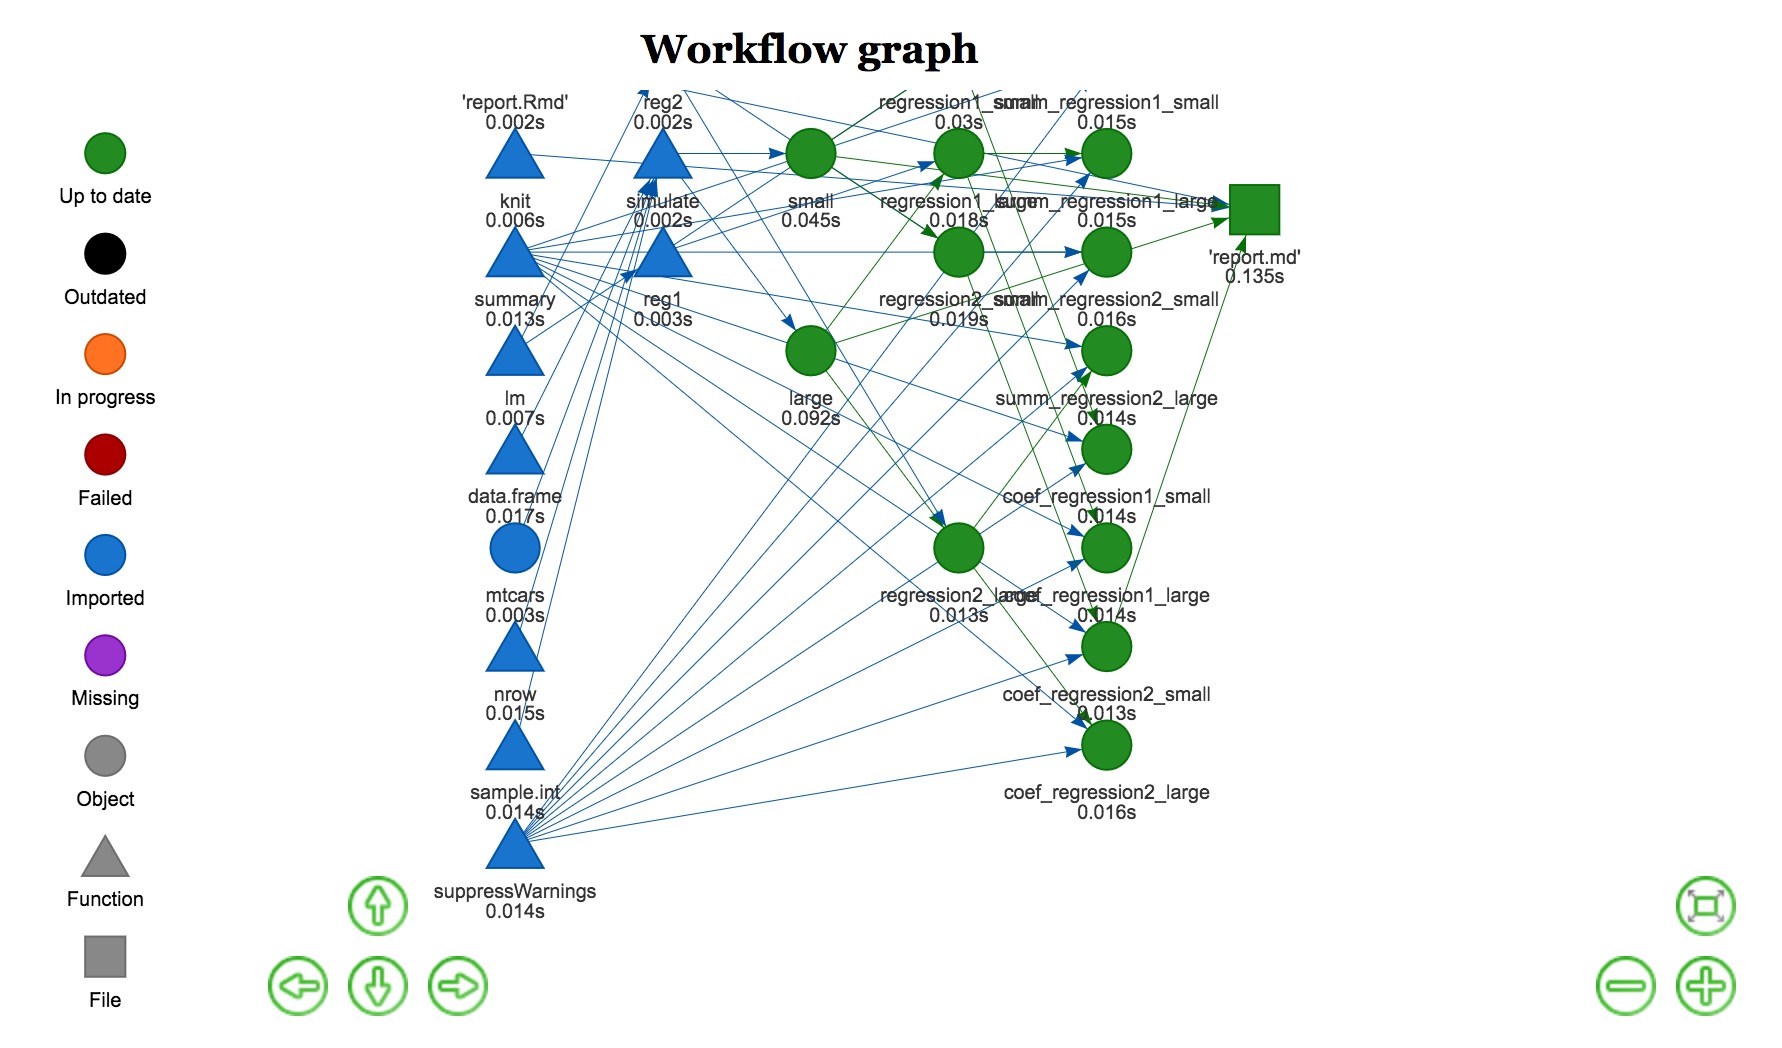 Workflow graph
Up to date
Outdated
In progress
Failed
Imported
Missing
Object
Function
File
'report.Rmd'
0.002s
knit
0.006s
summary
0.013s
lm
0.007s
data.frame
0.017s
mtcars
0.003s
nrow
0.015s
sample.int
0.014s
suppressWarnings
0.014s
reg2
0.002s
simulate
0.002s
reg1
0.003s
small
0.045s
large
0.092s
regression1_small
0.03s
regression1_large
0.018s
regression2_small
0.019s
regression2_large
0.013s
summ_regression1_small
0.015s
summ_regression1_large
0.015s
summ_regression2_small
0.016s
summ_regression2_large
0.014s
coef_regression1_small
0.014s
coef_regression1_large
0.014s
coef_regression2_small
0.013s
coef_regression2_large
0.016s
'report.md'
0.135s